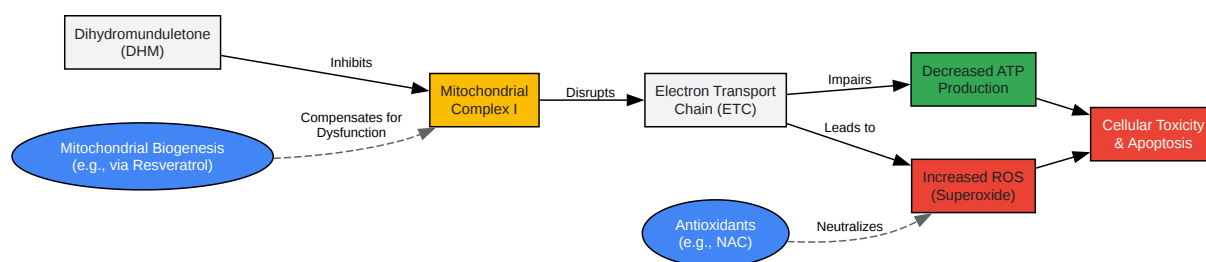 Dihydromunduletone
(DHM)
Inhibits
Mitochondrial Biogenesis
(e.g., via Resveratrol)
Compensates for
Dysfunction
Mitochondrial
Complex I
Disrupts
Electron Transport
Chain (ETC)
Impairs
Decreased ATP
Production
Leads to
Increased ROS
(Superoxide)
Antioxidants
(e.g., NAC)
Neutralizes
Cellular Toxicity
& Apoptosis